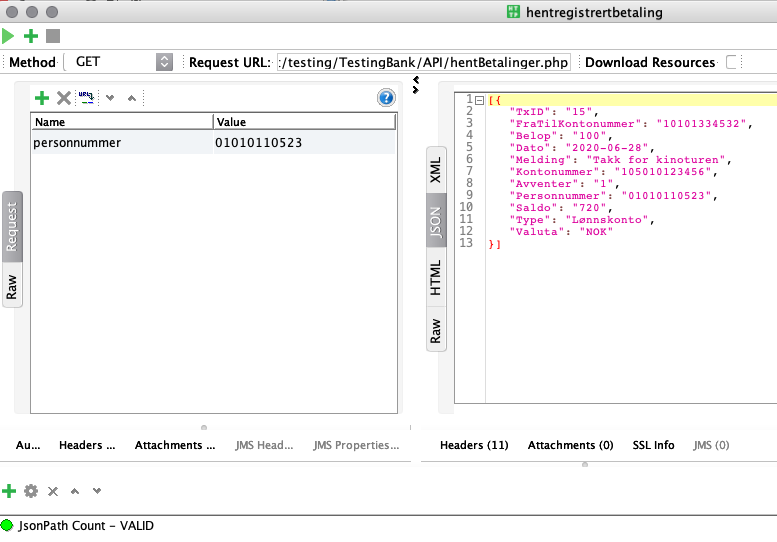 hentregistrertbetaling
Method GET Request URL: :/testing/TestingBank/API/hentBetalinger.php Download Resources
URL
Name Value
personnummer 01010110523
Request
Raw
XML
JSON
HTML
Raw
1 [{
2 "TxID": "15",
3 "FraTilKontonummer": "10101334532",
4 "Belop": "100",
5 "Dato": "2020-06-28",
6 "Melding": "Takk for kinoturen",
7 "Kontonummer": "105010123456",
8 "Avventer": "1",
9 "Personnummer": "01010110523",
10 "Saldo": "720",
11 "Type": "Lønnskonto",
12 "Valuta": "NOK"
13 }]
Au... Headers ... Attachments ... JMS Head... JMS Properties...
Headers (11) Attachments (0) SSL Info JMS (0)
JsonPath Count - VALID